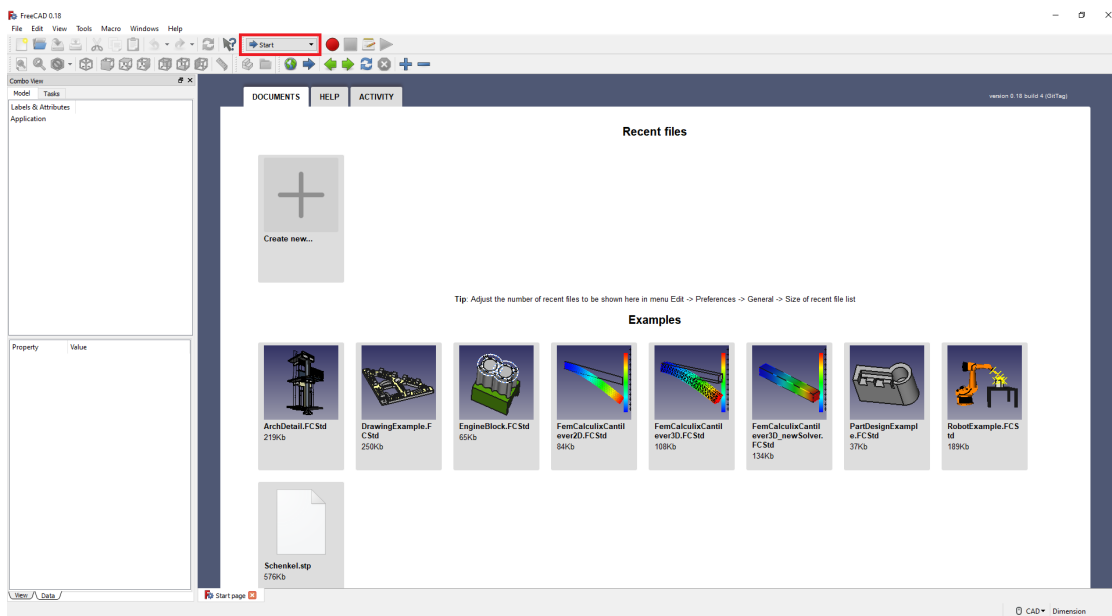 FreeCAD 0.18
File Edit View Tools Macro Windows Help
Start
Combo View
Model Tasks
Labels & Attributes
Application
DOCUMENTS HELP ACTIVITY
version 0.18 build 4 (GitTag)
Recent files
Create new...
Tip: Adjust the number of recent files to be shown here in menu Edit -> Preferences -> General -> Size of recent file list
Examples
Property Value
ArchDetail.FCStd
219Kb
DrawingExample.F
CStd
250Kb
EngineBlock.FCStd
65Kb
FemCalculixCantil
ever2D.FCStd
84Kb
FemCalculixCantil
ever3D.FCStd
108Kb
FemCalculixCantil
ever3D_newSolver.
FCStd
134Kb
PartDesignExampl
e.FCStd
37Kb
RobotExample.FCS
td
189Kb
Schenkel.stp
576Kb
View Data
Start page
CAD Dimension